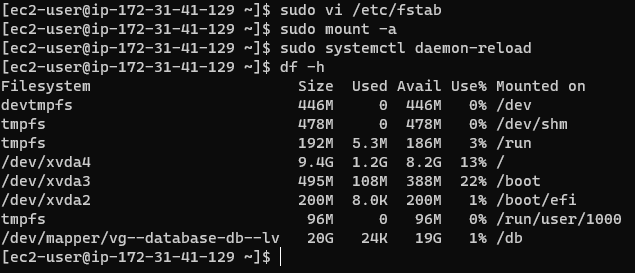 [ec2-user@ip-172-31-41-129 ~]$ sudo vi /etc/fstab
[ec2-user@ip-172-31-41-129 ~]$ sudo mount -a
[ec2-user@ip-172-31-41-129 ~]$ sudo systemctl daemon-reload
[ec2-user@ip-172-31-41-129 ~]$ df -h
Filesystem                      Size  Used Avail Use% Mounted on
devtmpfs                        446M     0  446M   0% /dev
tmpfs                           478M     0  478M   0% /dev/shm
tmpfs                           192M  5.3M  186M   3% /run
/dev/xvda4                      9.4G  1.2G  8.2G  13% /
/dev/xvda3                      495M  108M  388M  22% /boot
/dev/xvda2                      200M  8.0K  200M   1% /boot/efi
tmpfs                            96M     0   96M   0% /run/user/1000
/dev/mapper/vg--database-db--lv  20G   24K   19G   1% /db
[ec2-user@ip-172-31-41-129 ~]$